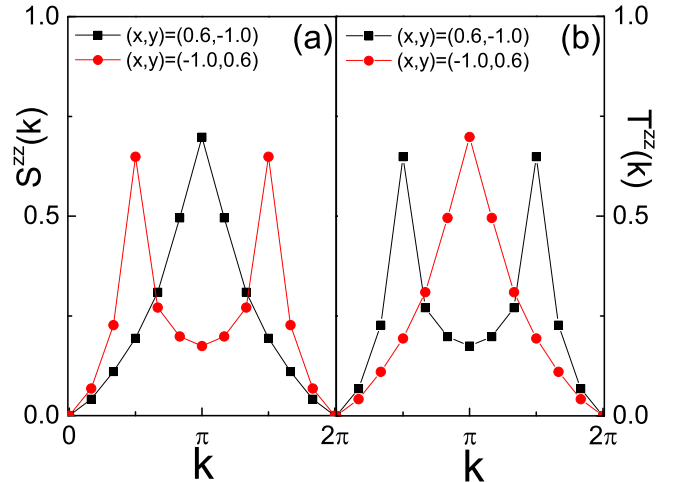 1.0
(a)
(x,y)=(0.6,-1.0)
(x,y)=(-1.0,0.6)
S^zz(k)
0.5
0.0
0
π
2π
k
(b)
1.0
(x,y)=(0.6,-1.0)
(x,y)=(-1.0,0.6)
T^zz(k)
0.5
0.0
π
2π
k